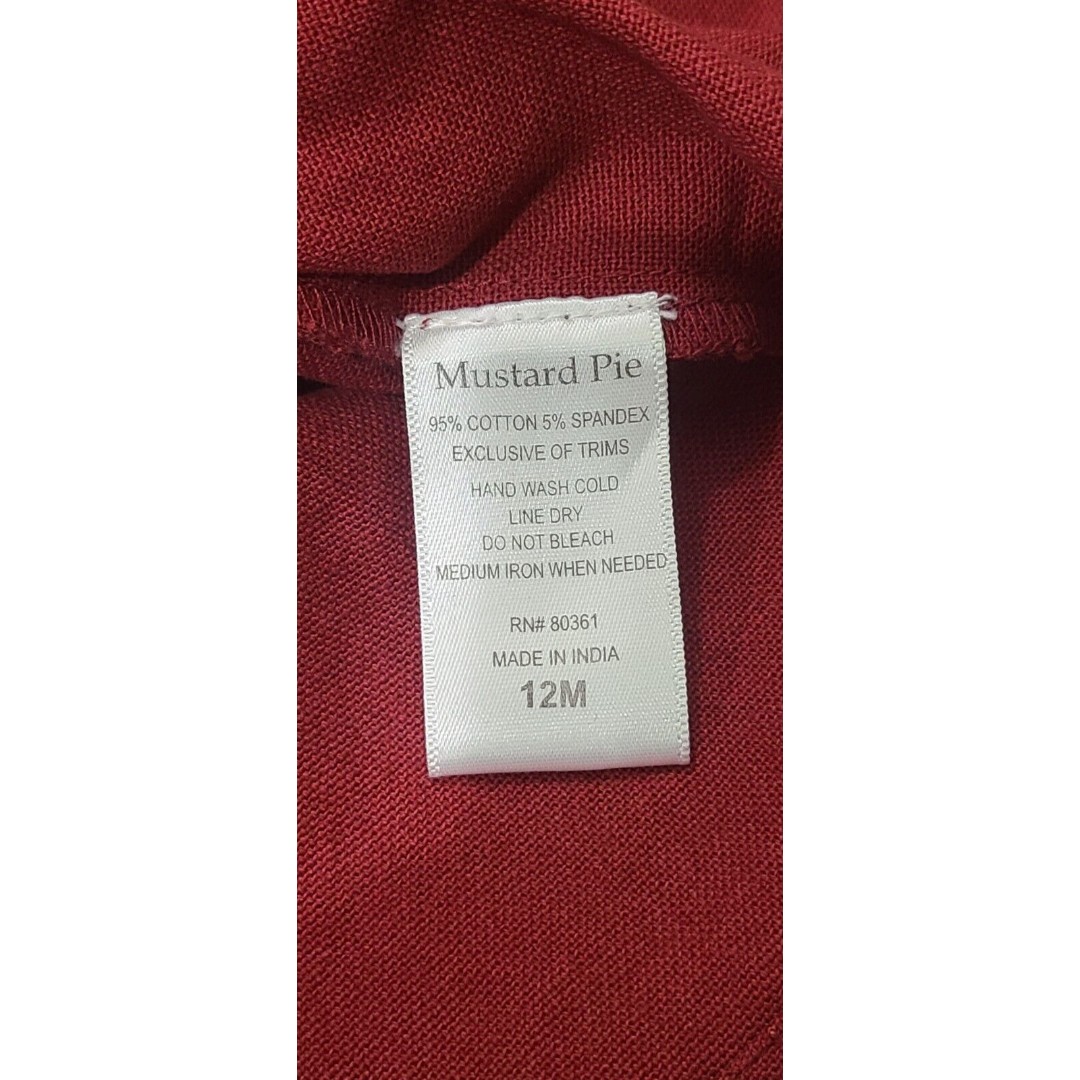 Mustard Pie
95% COTTON 5% SPANDEX
EXCLUSIVE OF TRIMS
HAND WASH COLD
LINE DRY
DO NOT BLEACH
MEDIUM IRON WHEN NEEDED
RN# 80361
MADE IN INDIA
12M